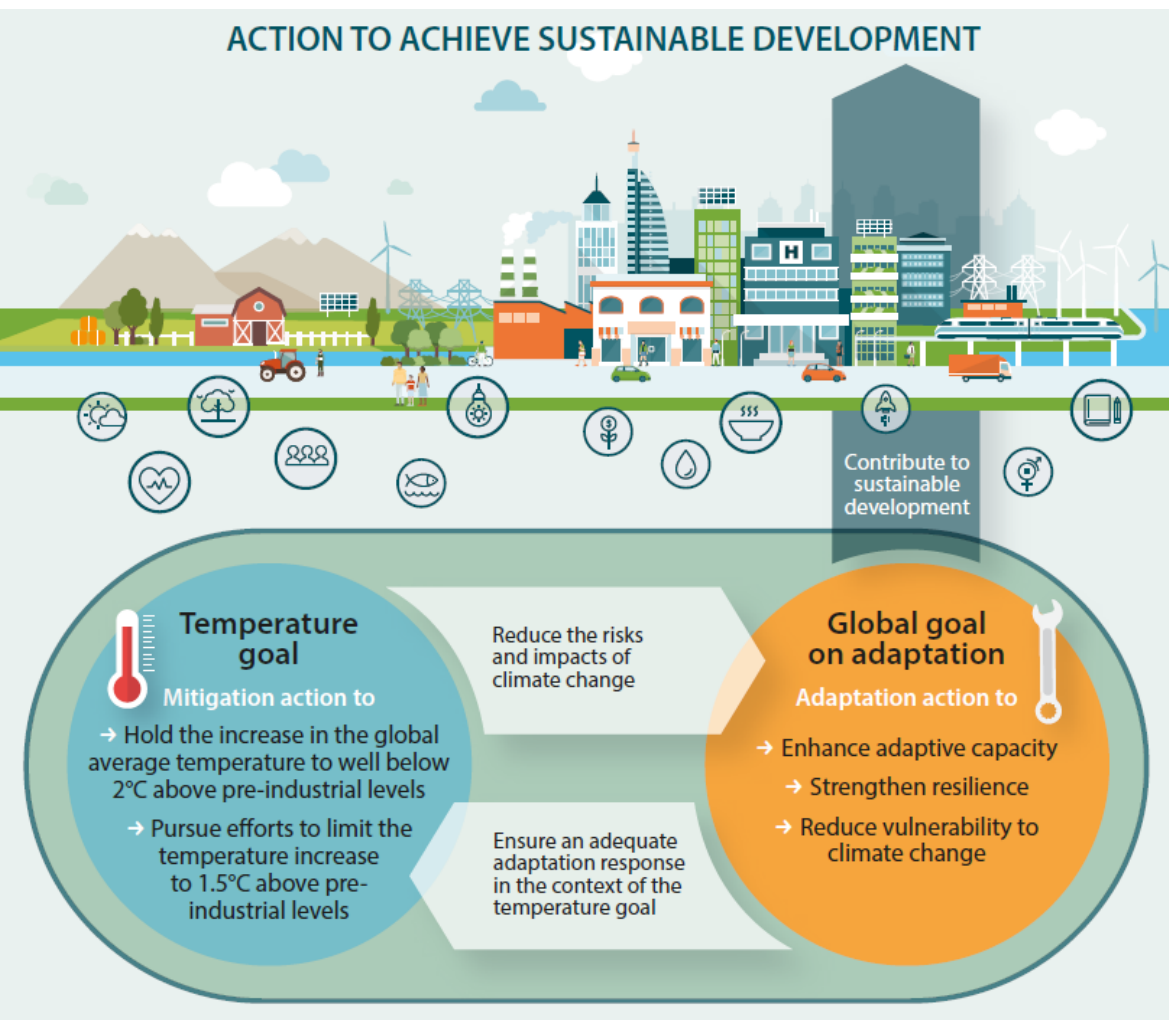 ACTION TO ACHIEVE SUSTAINABLE DEVELOPMENT
H
$
Contribute to
sustainable
development
Temperature
goal
Mitigation action to
→ Hold the increase in the global
average temperature to well below
2°C above pre-industrial levels
→ Pursue efforts to limit the
temperature increase
to 1.5°C above pre-
industrial levels
Reduce the risks
and impacts of
climate change
Ensure an adequate
adaptation response
in the context of the
temperature goal
Global goal
on adaptation
Adaptation action to
→ Enhance adaptive capacity
→ Strengthen resilience
→ Reduce vulnerability to
climate change